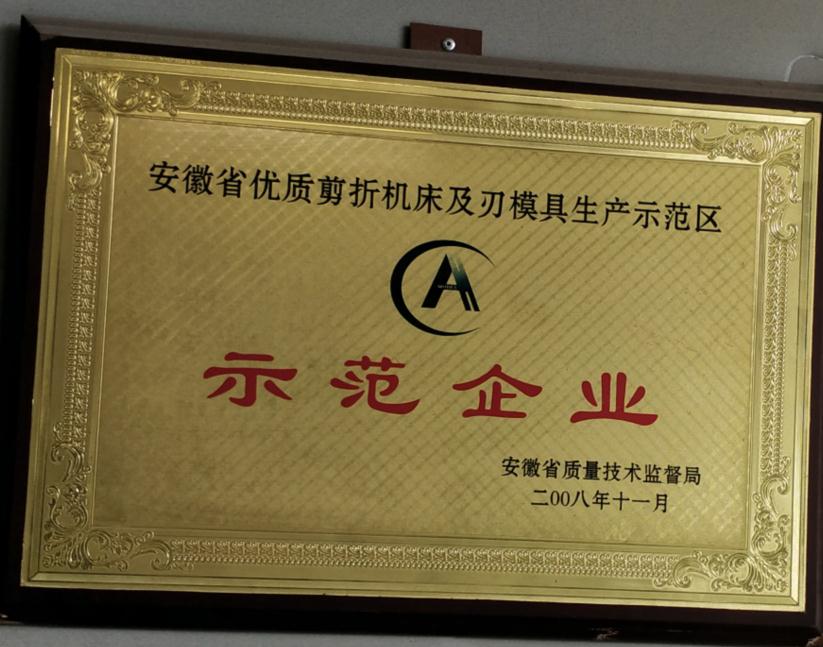 安徽省优质剪折机床及刃模具生产示范区
A
示范企业
安徽省质量技术监督局
二00八年十一月